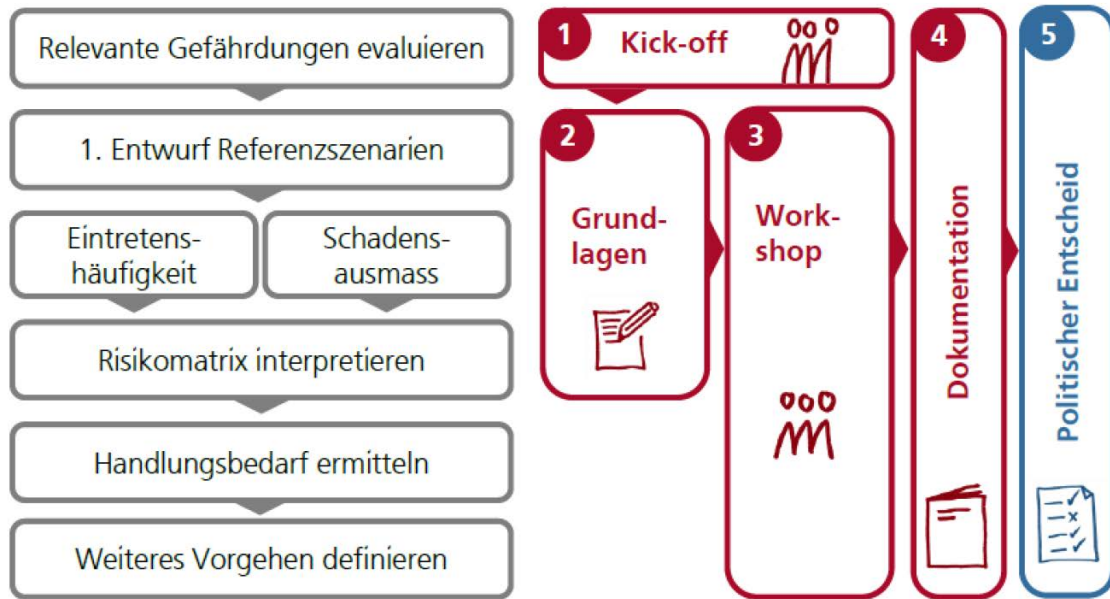 Relevante Gefährdungen evaluieren
1. Entwurf Referenzszenarien
Eintretens-
häufigkeit
Schadens-
ausmass
Risikomatrix interpretieren
Handlungsbedarf ermitteln
Weiteres Vorgehen definieren
1
Kick-off
2
Grund-
lagen
3
Work-
shop
4
Dokumentation
5
Politischer Entscheid